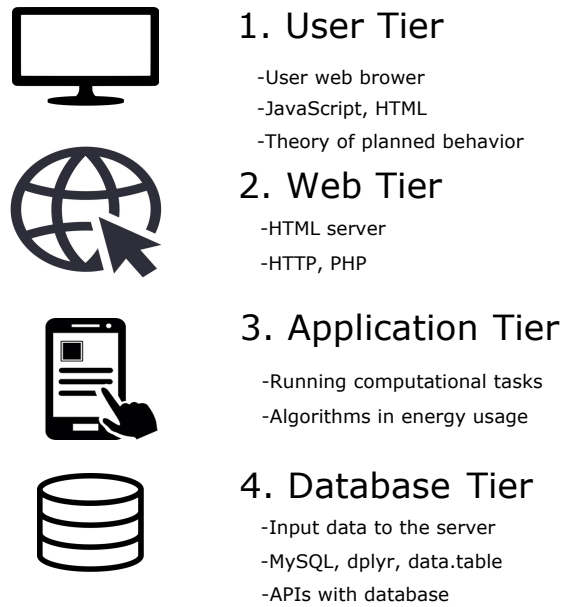 1. User Tier
-User web brower
-JavaScript, HTML
-Theory of planned behavior
2. Web Tier
-HTML server
-HTTP, PHP
3. Application Tier
-Running computational tasks
-Algorithms in energy usage
4. Database Tier
-Input data to the server
-MySQL, dplyr, data.table
-APIs with database